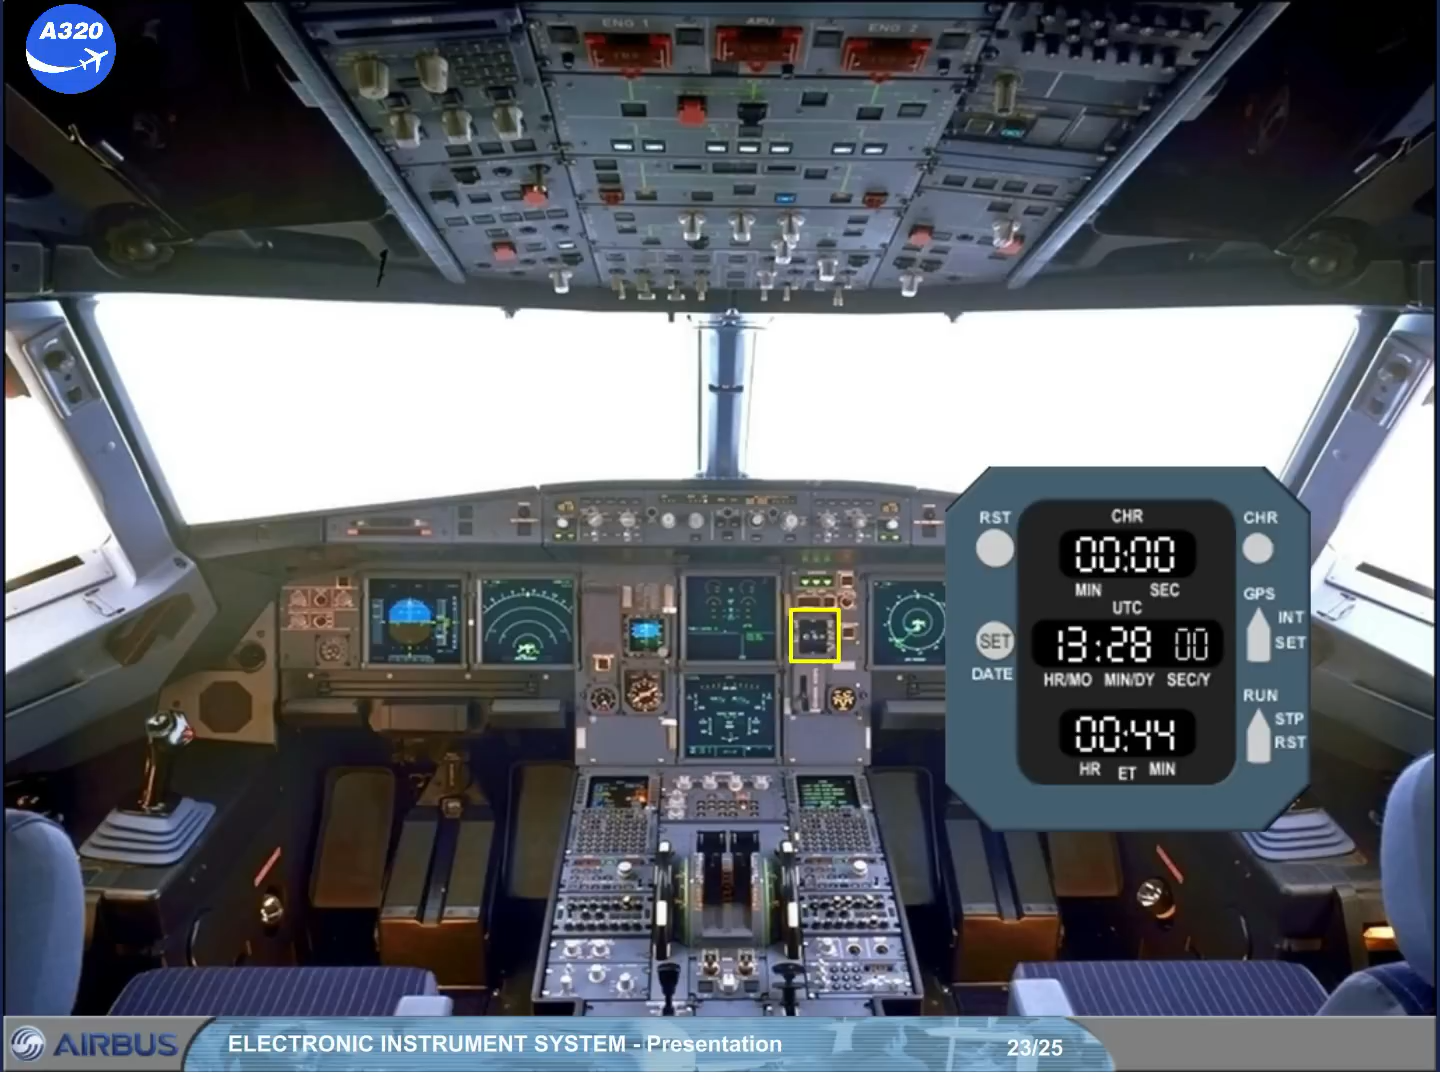 A320
ENG 1
APU
ENG 2
RST
CHR
CHR
00:00
MIN SEC
GPS
UTC
INT
SET
SET
13:28 00
DATE
HR/MO MIN/DY SEC/Y
RUN
STP
00:44
RST
HR ET MIN
AIRBUS
ELECTRONIC INSTRUMENT SYSTEM - Presentation
23/25